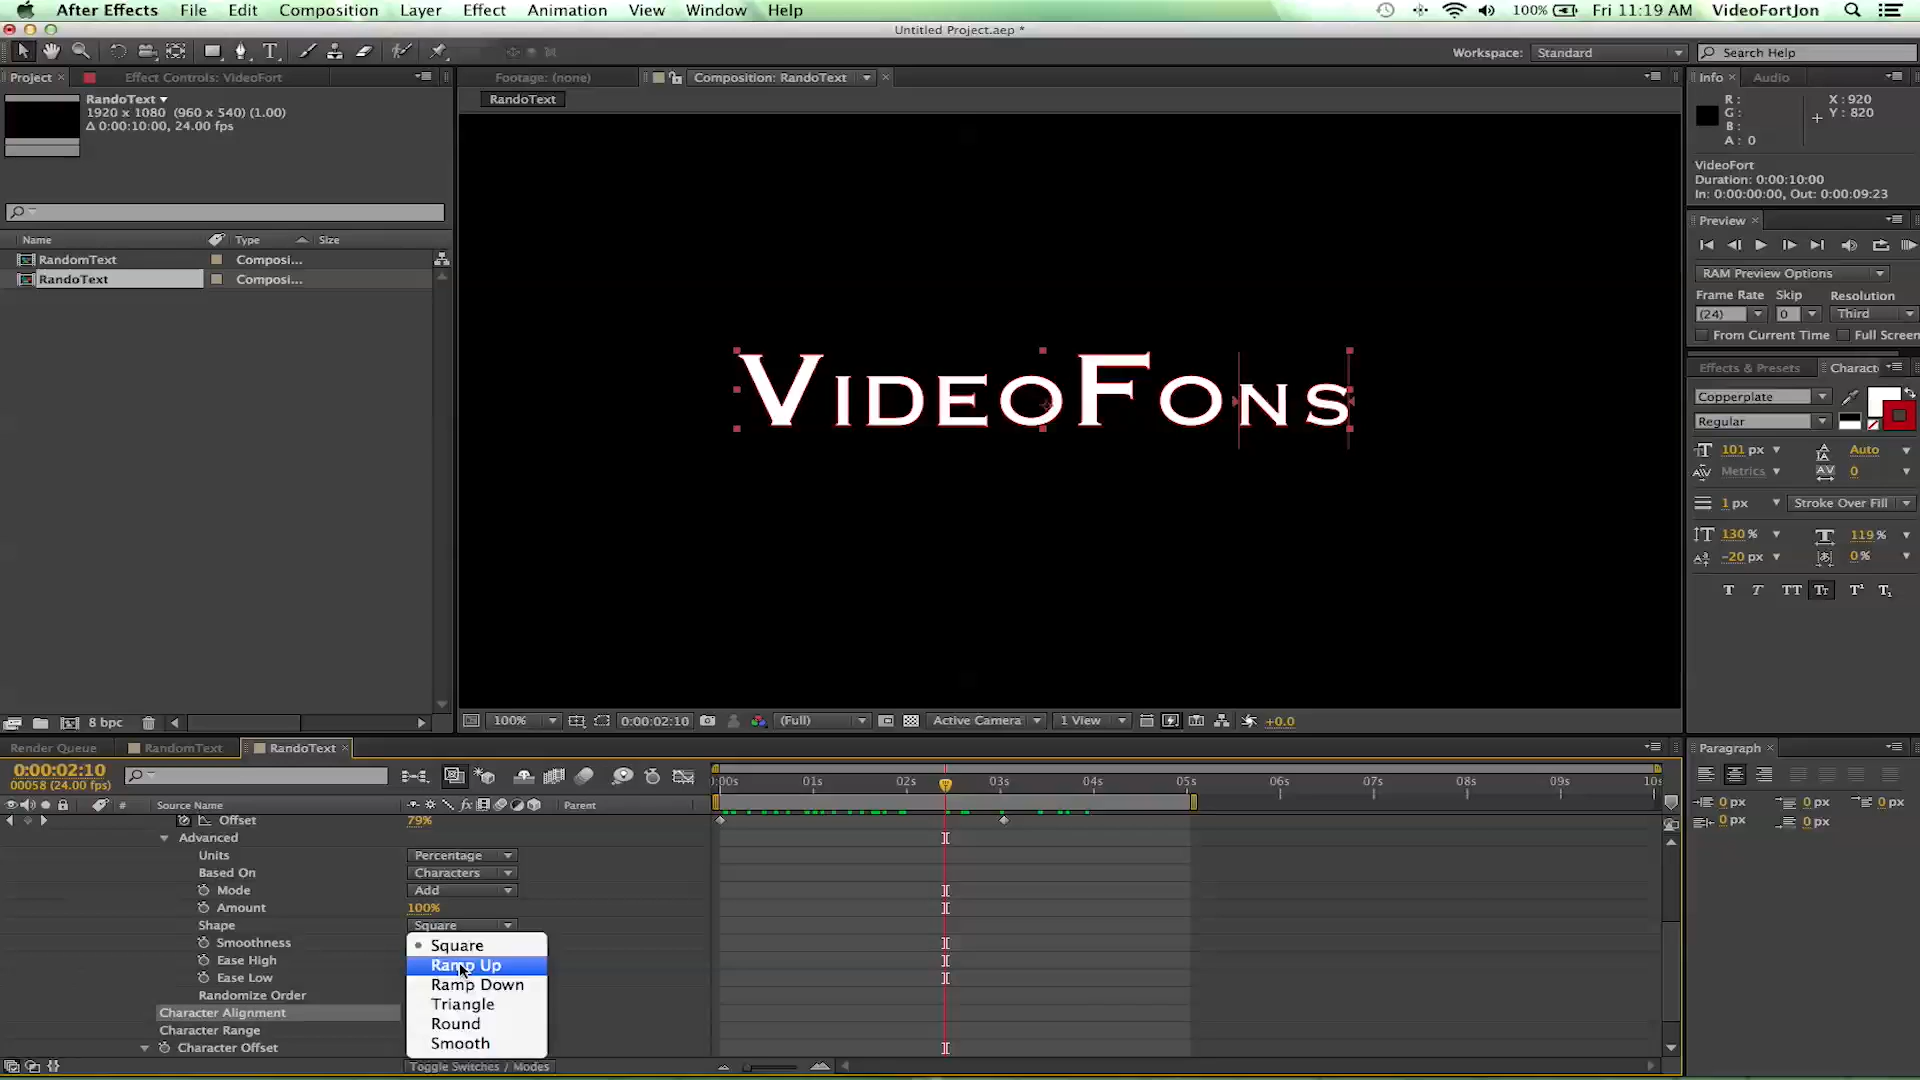 After Effects File Edit Composition Layer Effect Animation View Window Help 100% Fri 11:19 AM VideoFortJon
Untitled Project.aep *
Workspace: Standard Search Help
Project Effect Controls: VideoFort Footage: (none) Composition: RandoText Info Audio
RandoText
1920 x 1080 (960 x 540) (1.00)
Δ 0:00:10:00, 24.00 fps
RandoText
R:
G:
B:
A: 0
X: 920
Y: 820
VideoFort
Duration: 0:00:10:00
In: 0:00:00:00, Out: 0:00:09:23
Preview
Name Type Size
RandomText Composi...
RandoText Composi...
RAM Preview Options
Frame Rate Skip Resolution
(24) 0 Third
From Current Time Full Screen
VideoFons
Effects & Presets Charact
Copperplate
Regular
101 px Auto
Metrics 0
1 px Stroke Over Fill
130 % 119 %
-20 px 0 %
T T TT Tr T¹ T₁
8 bpc
100% 0:00:02:10 (Full) Active Camera 1 View +0.0
Render Queue RandomText RandoText
Paragraph
0:00:02:10
00058 (24.00 fps)
:00s 01s 02s 03s 04s 05s 06s 07s 08s 09s 10s
# Source Name fx Parent
0 px 0 px 0 px
0 px 0 px
Offset 79%
Advanced
Units Percentage
Based On Characters
Mode Add
Amount 100%
Shape Square
Smoothness
Ease High
Ease Low
Randomize Order
Character Alignment
Character Range
Character Offset
Square
Ramp Up
Ramp Down
Triangle
Round
Smooth
Toggle Switches / Modes